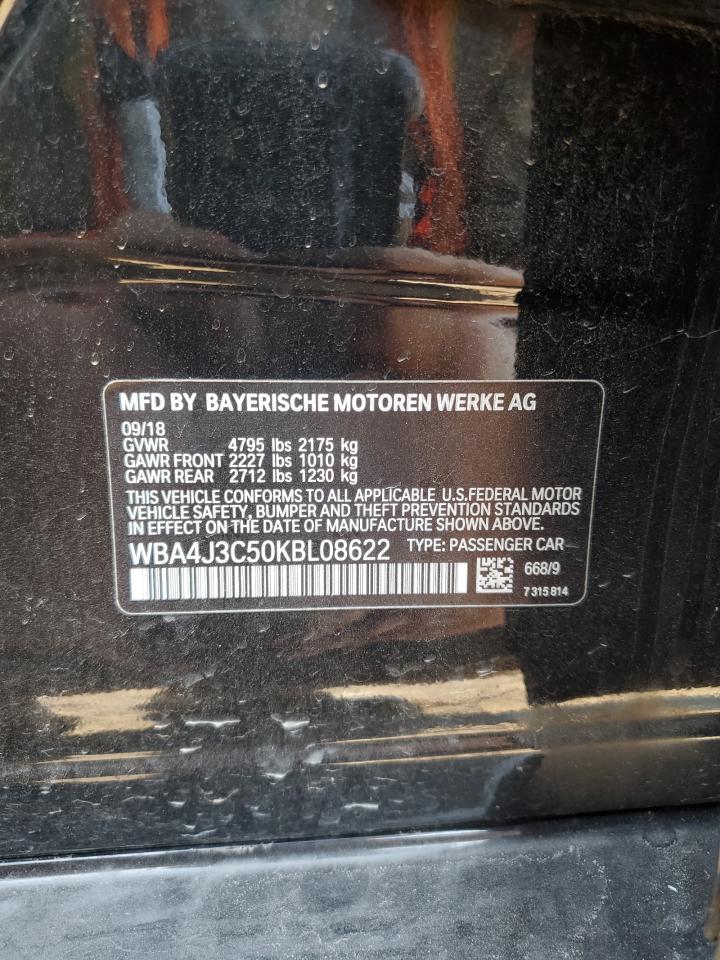 MFD BY BAYERISCHE MOTOREN WERKE AG
09/18
GVWR 4795 lbs 2175 kg
GAWR FRONT 2227 lbs 1010 kg
GAWR REAR 2712 lbs 1230 kg
THIS VEHICLE CONFORMS TO ALL APPLICABLE U.S.FEDERAL MOTOR
VEHICLE SAFETY, BUMPER AND THEFT PREVENTION STANDARDS
IN EFFECT ON THE DATE OF MANUFACTURE SHOWN ABOVE.
WBA4J3C50KBL08622 TYPE: PASSENGER CAR
668/9
7 315 814